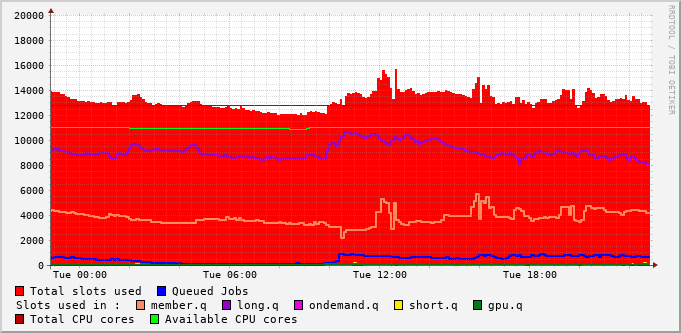 20000
18000
16000
14000
12000
10000
8000
6000
4000
2000
0
Tue 00:00 Tue 06:00 Tue 12:00 Tue 18:00
RRDTOOL / TOBI OETIKER
Total slots used Queued Jobs
Slots used in : member.q long.q ondemand.q short.q gpu.q
Total CPU cores Available CPU cores